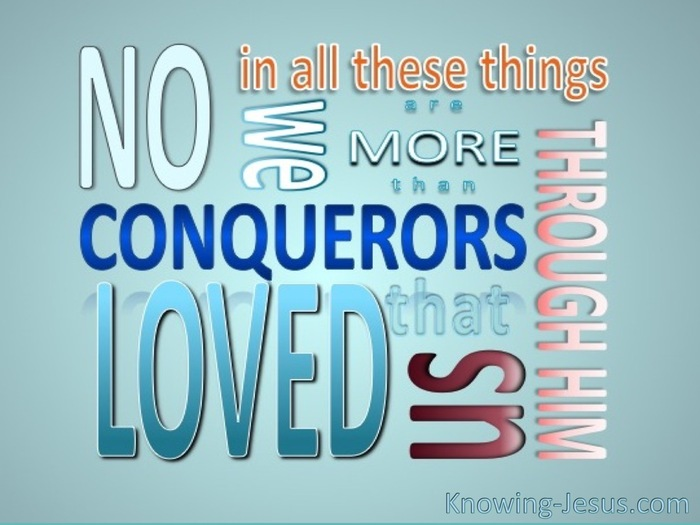 NO
in all these things
we
are
MORE
than
CONQUERORS
THROUGH HIM
that
LOVED
us
Knowing-Jesus.com